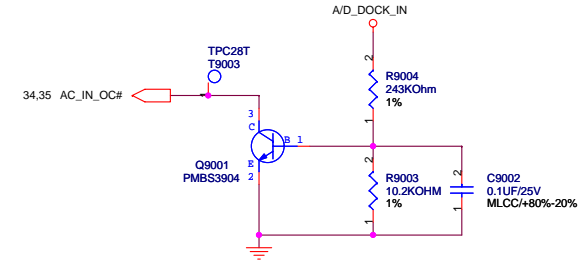 A/D_DOCK_IN
TPC28T
T9003
34,35 AC_IN_OC#
2
R9004
243KOhm
1%
1
3
C
B 1
E
2
Q9001
PMBS3904
2
R9003
10.2KOHM
1%
1
2
C9002
0.1UF/25V
MLCC/+80%-20%
1